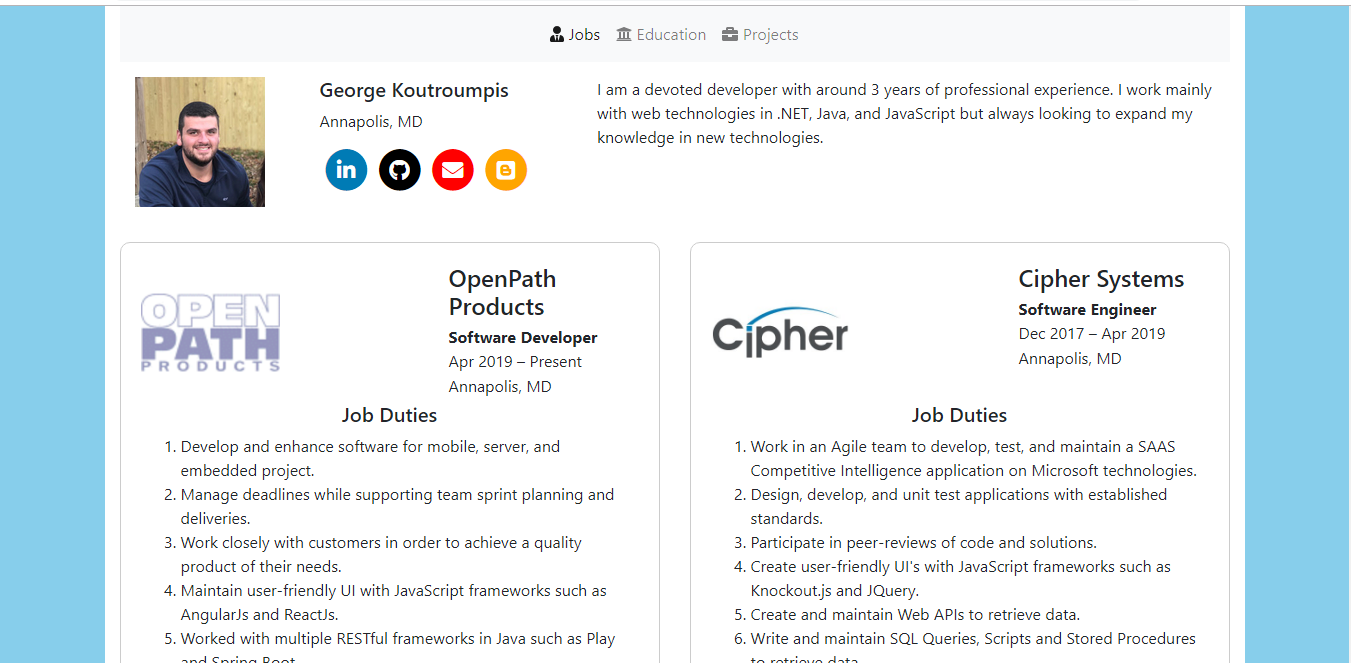 Jobs Education Projects
George Koutroumpis
Annapolis, MD
I am a devoted developer with around 3 years of professional experience. I work mainly
with web technologies in .NET, Java, and JavaScript but always looking to expand my
knowledge in new technologies.
OPEN
PATH
PRODUCTS
OpenPath
Products
Software Developer
Apr 2019 – Present
Annapolis, MD
Job Duties
1. Develop and enhance software for mobile, server, and
embedded project.
2. Manage deadlines while supporting team sprint planning and
deliveries.
3. Work closely with customers in order to achieve a quality
product of their needs.
4. Maintain user-friendly UI with JavaScript frameworks such as
AngularJs and ReactJs.
5. Worked with multiple RESTful frameworks in Java such as Play
and Spring Boot
Cipher
Cipher Systems
Software Engineer
Dec 2017 – Apr 2019
Annapolis, MD
Job Duties
1. Work in an Agile team to develop, test, and maintain a SAAS
Competitive Intelligence application on Microsoft technologies.
2. Design, develop, and unit test applications with established
standards.
3. Participate in peer-reviews of code and solutions.
4. Create user-friendly UI's with JavaScript frameworks such as
Knockout.js and JQuery.
5. Create and maintain Web APIs to retrieve data.
6. Write and maintain SQL Queries, Scripts and Stored Procedures
to retrieve data